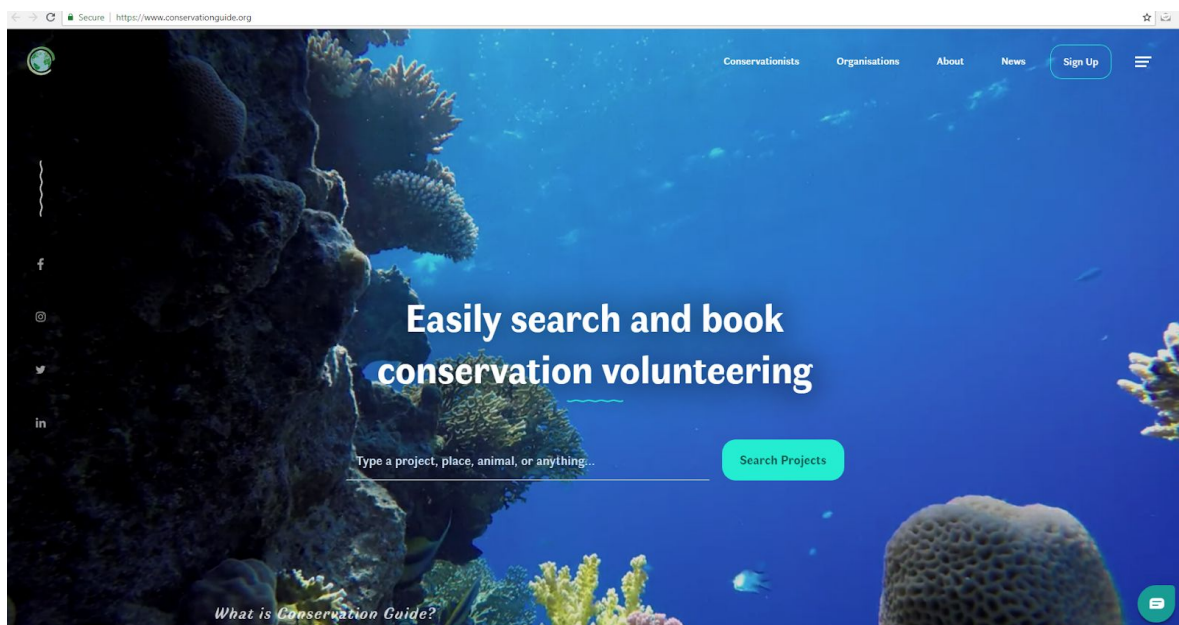 Secure | https://www.conservationguide.org
Conservationists Organisations About News Sign Up
Easily search and book
conservation volunteering
Type a project, place, animal, or anything... Search Projects
What is Conservation Guide?